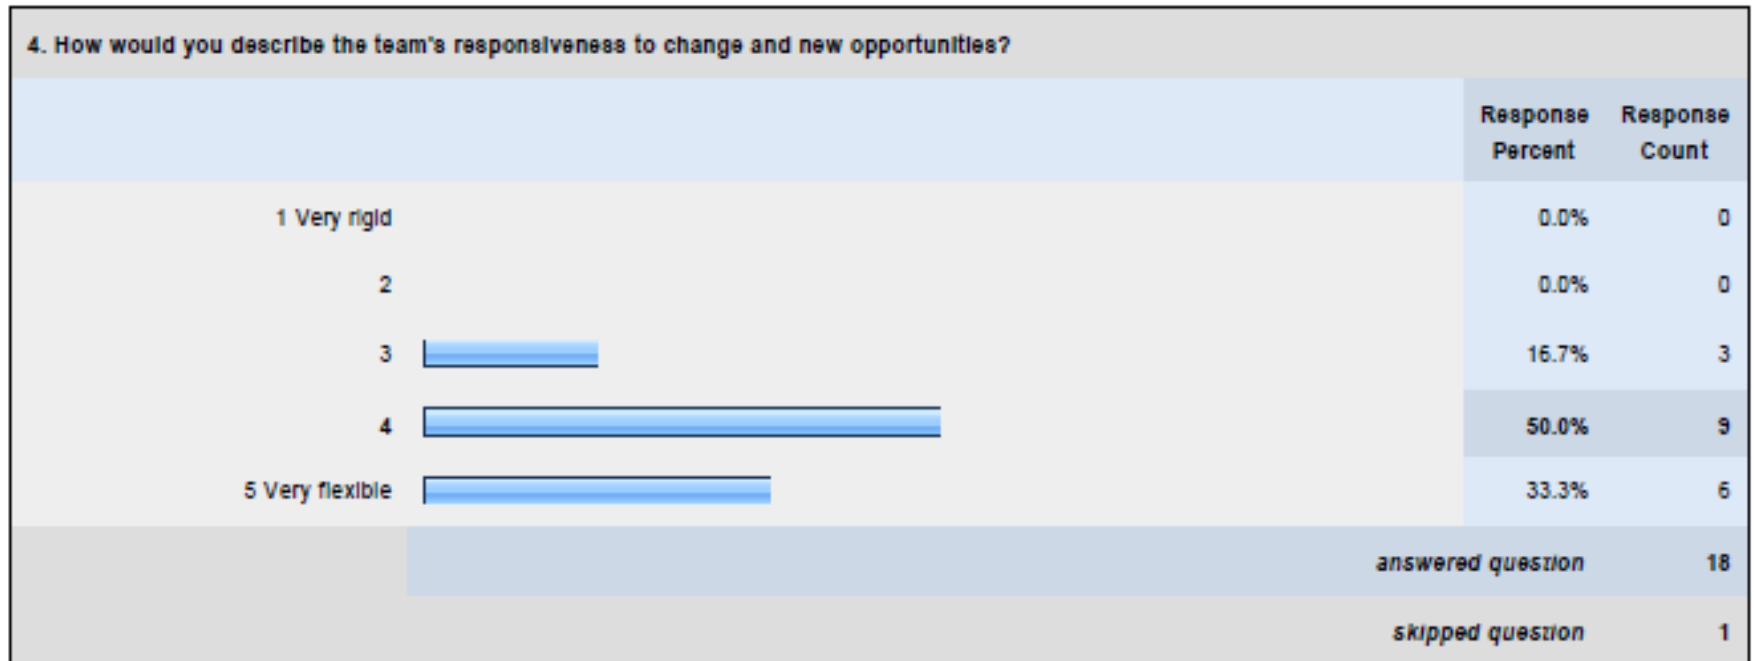 4. How would you describe the team's responsiveness to change and new opportunities?
Response Percent Response Count
1 Very rigid 0.0% 0
2 0.0% 0
3 16.7% 3
4 50.0% 9
5 Very flexible 33.3% 6
answered question 18
skipped question 1